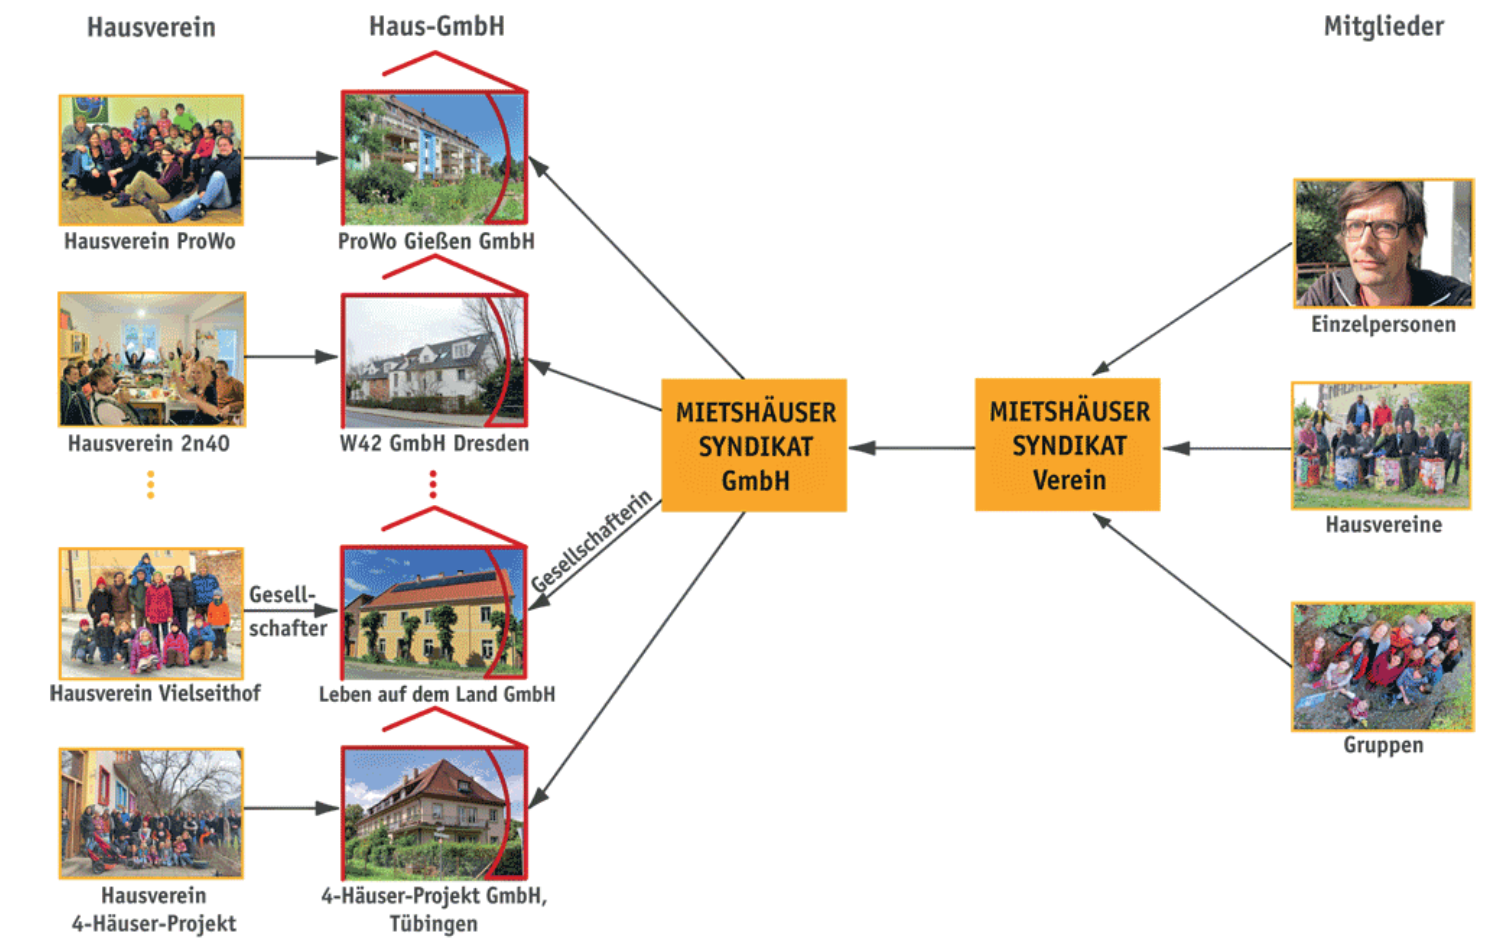 Hausverein
Haus-GmbH
Mitglieder
Hausverein ProWo
ProWo Gießen GmbH
Hausverein 2n40
W42 GmbH Dresden
Gesell-
schafter
Gesellschafterin
Hausverein Vielseithof
Leben auf dem Land GmbH
Hausverein
4-Häuser-Projekt
4-Häuser-Projekt GmbH,
Tübingen
MIETSHÄUSER
SYNDIKAT
GmbH
MIETSHÄUSER
SYNDIKAT
Verein
Einzelpersonen
Hausvereine
Gruppen